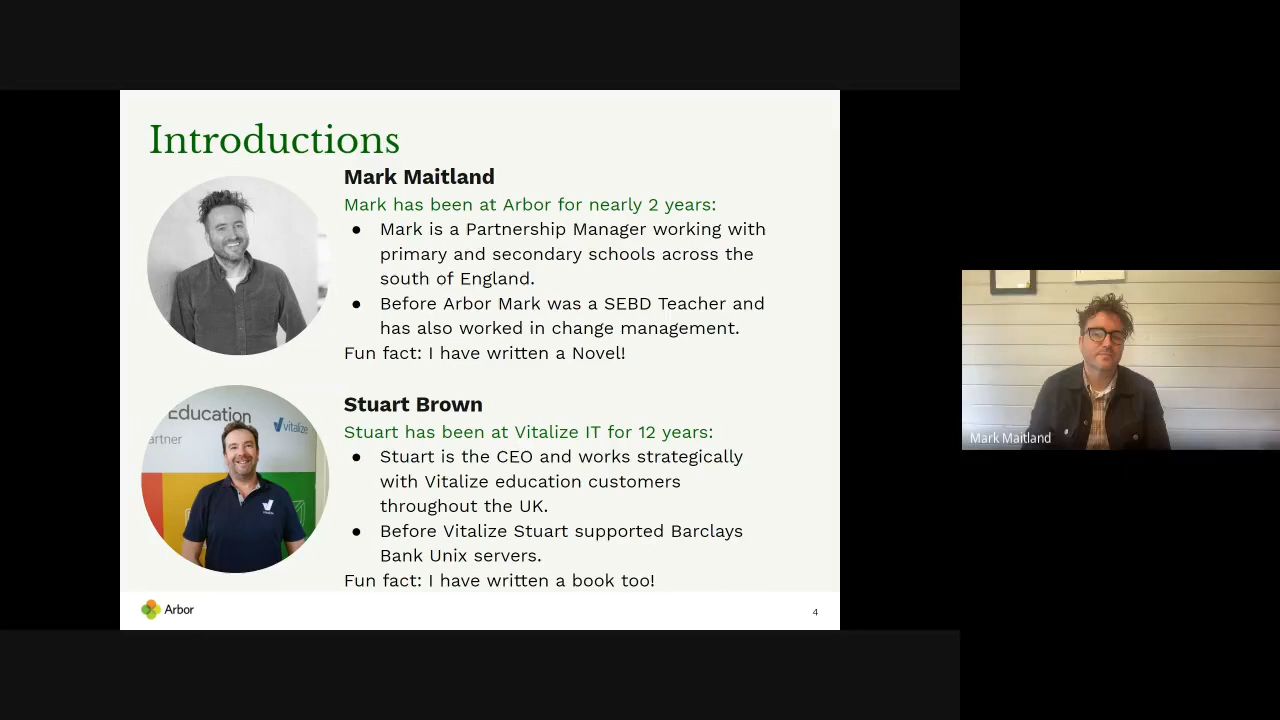 Introductions
Mark Maitland
Mark has been at Arbor for nearly 2 years:
● Mark is a Partnership Manager working with
primary and secondary schools across the
south of England.
● Before Arbor Mark was a SEBD Teacher and
has also worked in change management.
Fun fact: I have written a Novel!
Education
artner
vitalize
Stuart Brown
Stuart has been at Vitalize IT for 12 years:
● Stuart is the CEO and works strategically
with Vitalize education customers
throughout the UK.
● Before Vitalize Stuart supported Barclays
Bank Unix servers.
Fun fact: I have written a book too!
Arbor
4
Mark Maitland